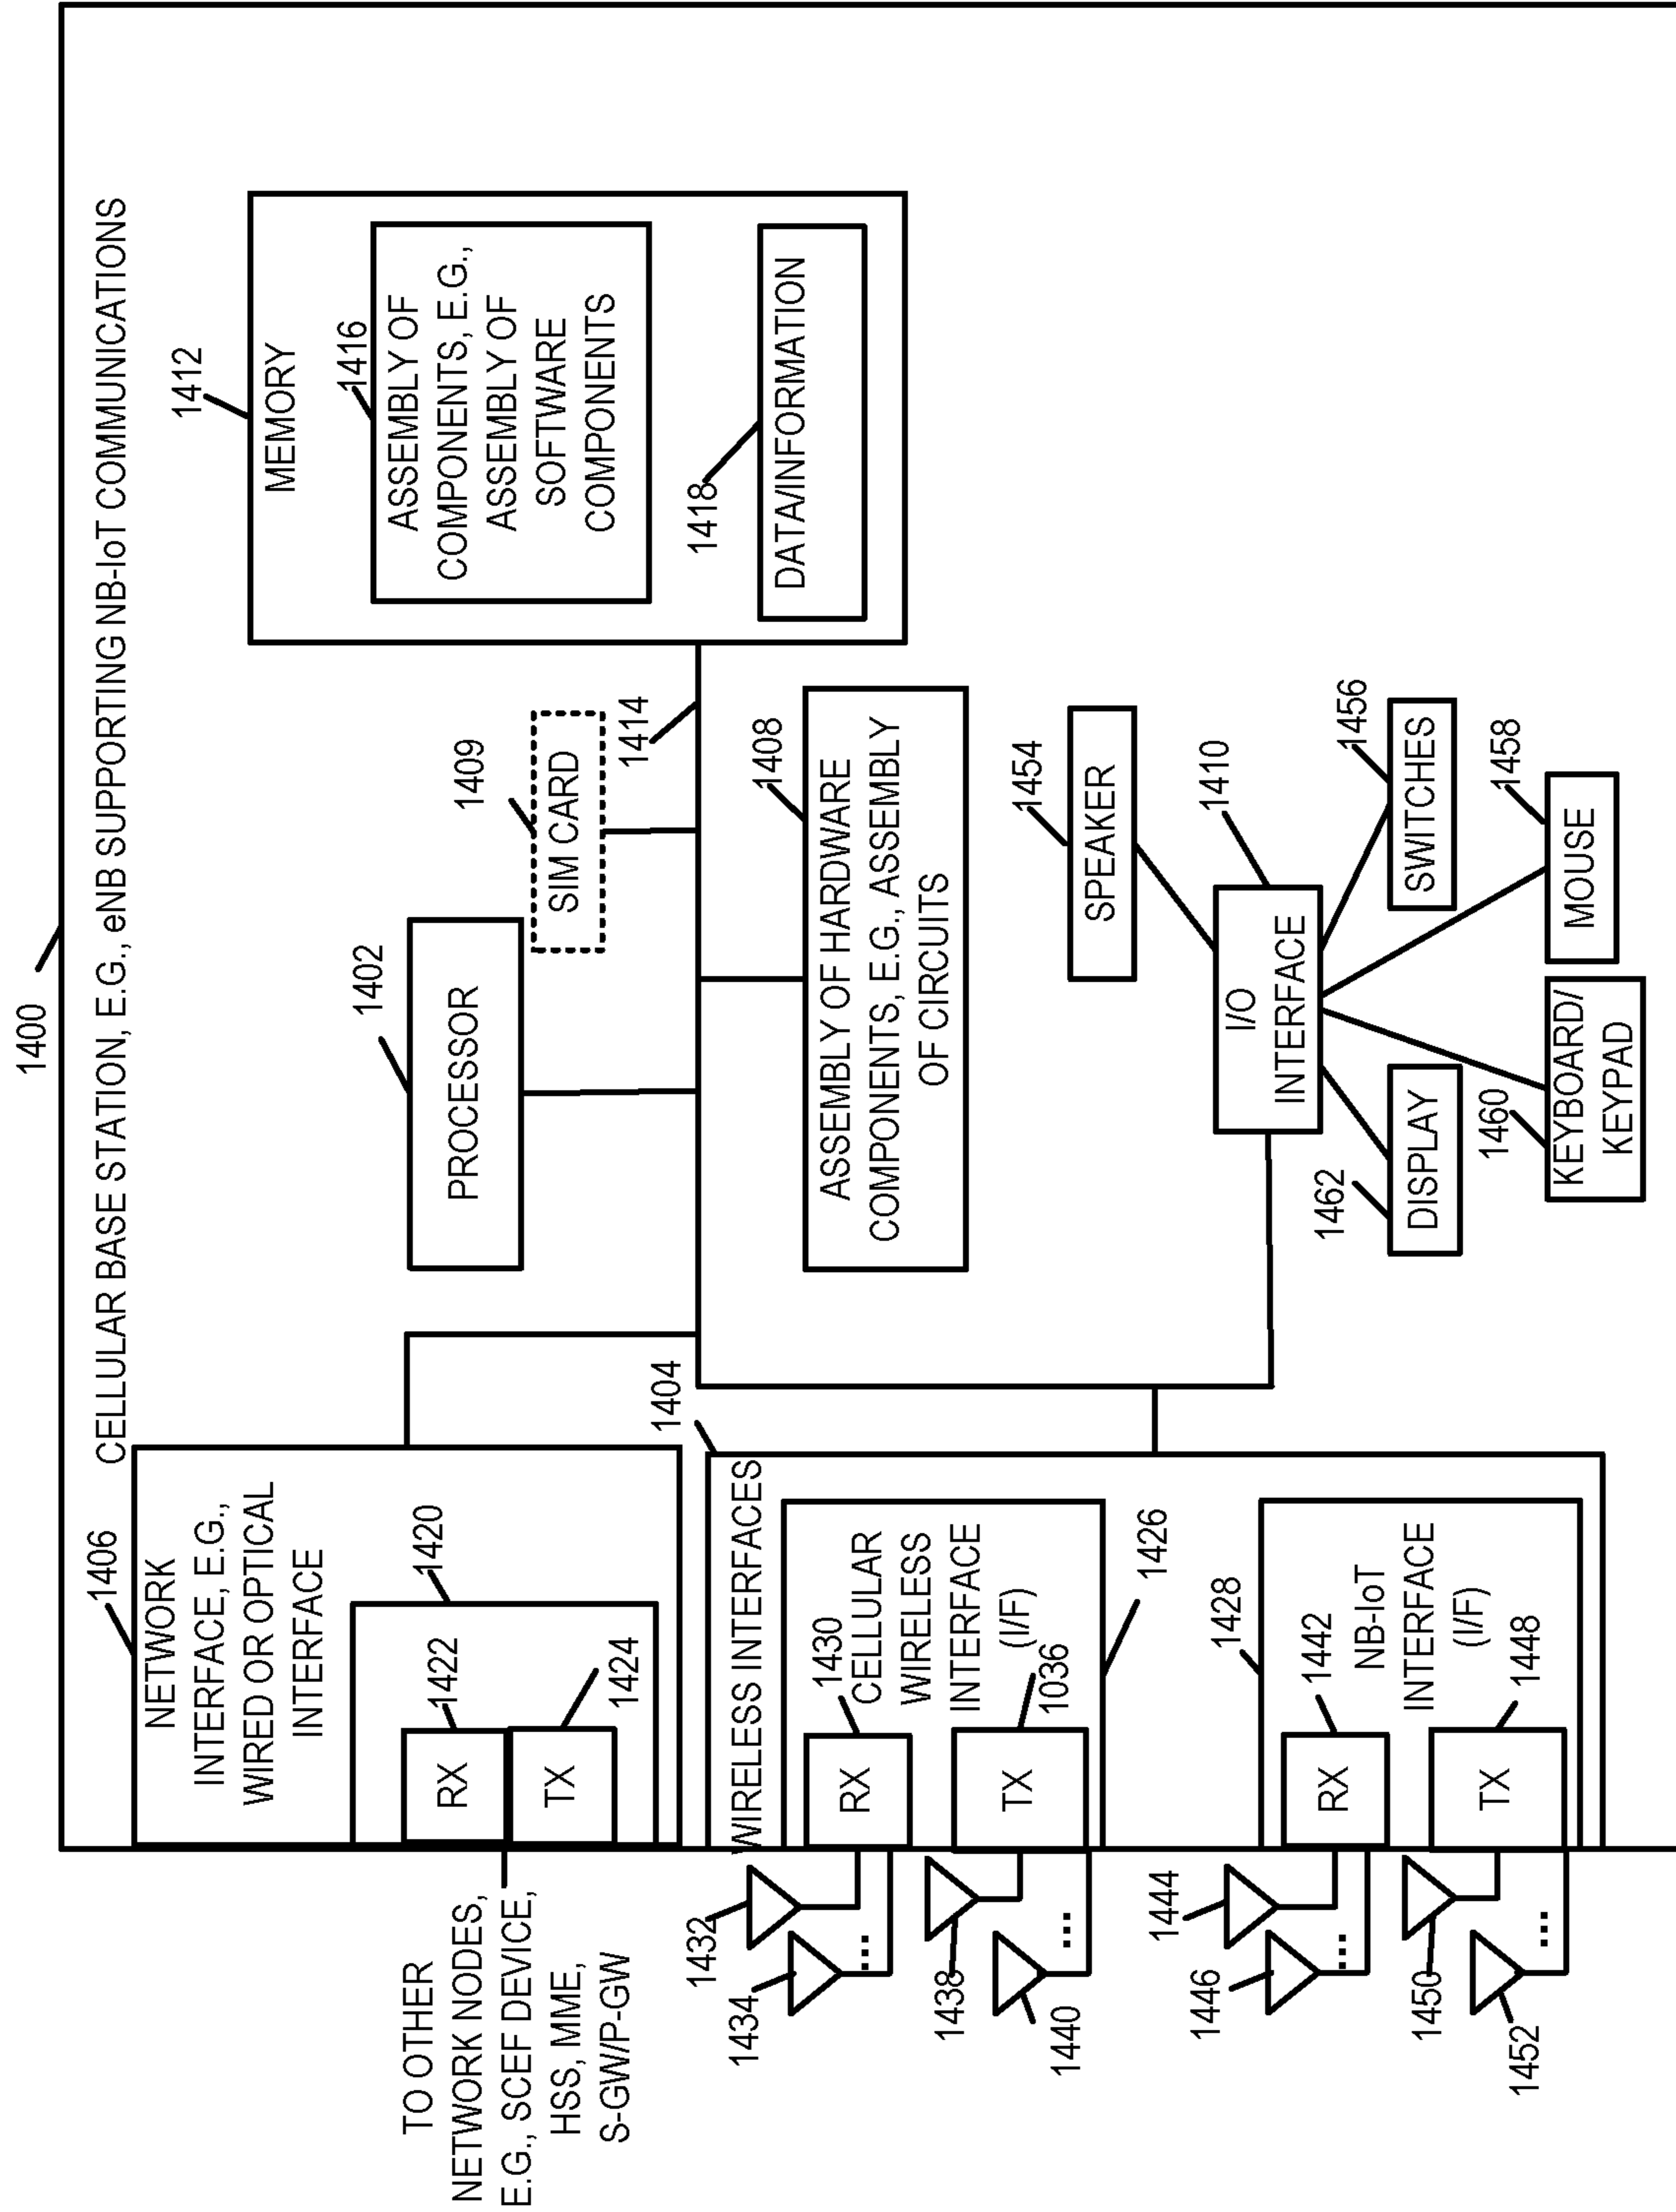 1400
CELLULAR BASE STATION, E.G., eNB SUPPORTING NB-IoT COMMUNICATIONS
1406
NETWORK
INTERFACE, E.G.,
WIRED OR OPTICAL
INTERFACE
1420
1422
RX
TX
1424
TO OTHER
NETWORK NODES,
E.G., SCEF DEVICE,
HSS, MME,
S-GW/P-GW
1402
PROCESSOR
1409
SIM CARD
1414
1412
MEMORY
1416
ASSEMBLY OF
COMPONENTS, E.G.,
ASSEMBLY OF
SOFTWARE
COMPONENTS
1418
DATA/INFORMATION
1404
WIRELESS INTERFACES
1430
CELLULAR
WIRELESS
INTERFACE
(I/F)
RX
1036
TX
1426
1432
1434
...
1438
1440
...
1428
1442
NB-IoT
INTERFACE
(I/F)
RX
1448
TX
1444
1446
...
1450
1452
...
1408
ASSEMBLY OF HARDWARE
COMPONENTS, E.G., ASSEMBLY
OF CIRCUITS
1454
SPEAKER
1410
I/O
INTERFACE
1456
SWITCHES
1458
MOUSE
1460
KEYBOARD/
KEYPAD
1462
DISPLAY